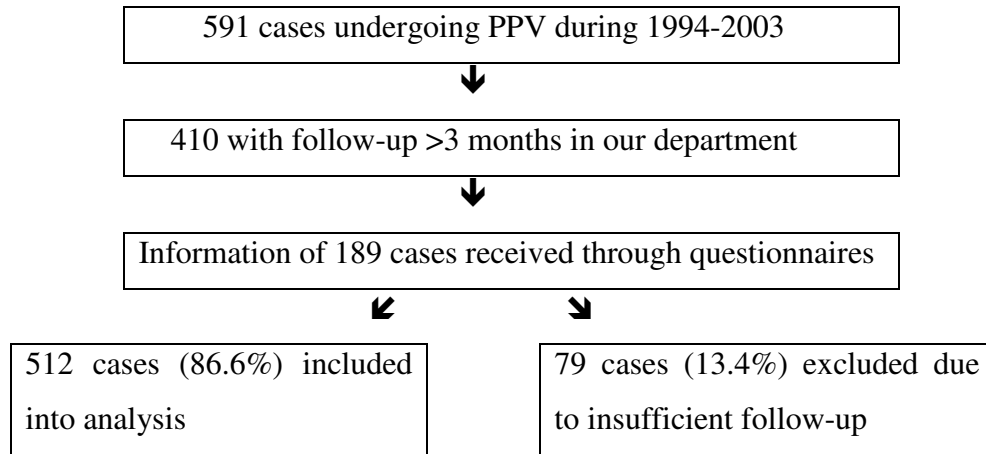 591 cases undergoing PPV during 1994-2003
410 with follow-up >3 months in our department
Information of 189 cases received through questionnaires
512 cases (86.6%) included
into analysis
79 cases (13.4%) excluded due
to insufficient follow-up